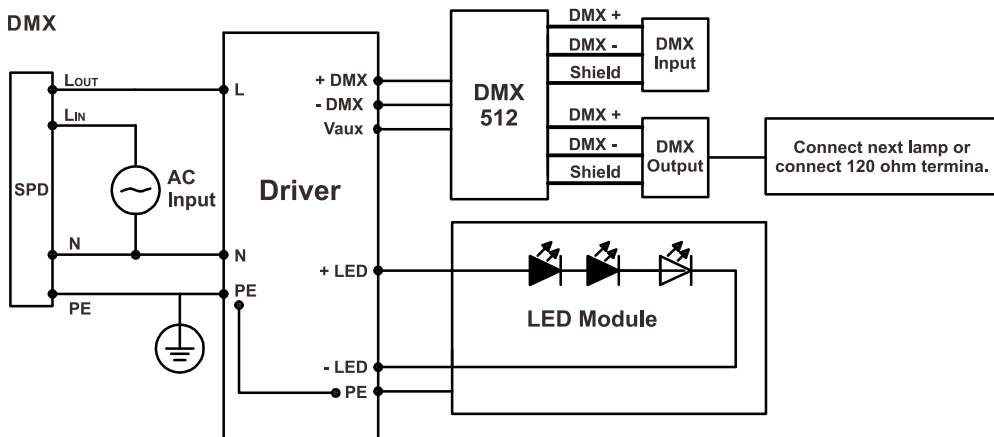 DMX
SPD
LOUT
LIN
N
PE
AC
Input
L
N
PE
Driver
+ DMX
- DMX
Vaux
+ LED
- LED
PE
DMX
512
DMX +
DMX -
Shield
DMX
Input
DMX +
DMX -
Shield
DMX
Output
Connect next lamp or
connect 120 ohm termina.
LED Module